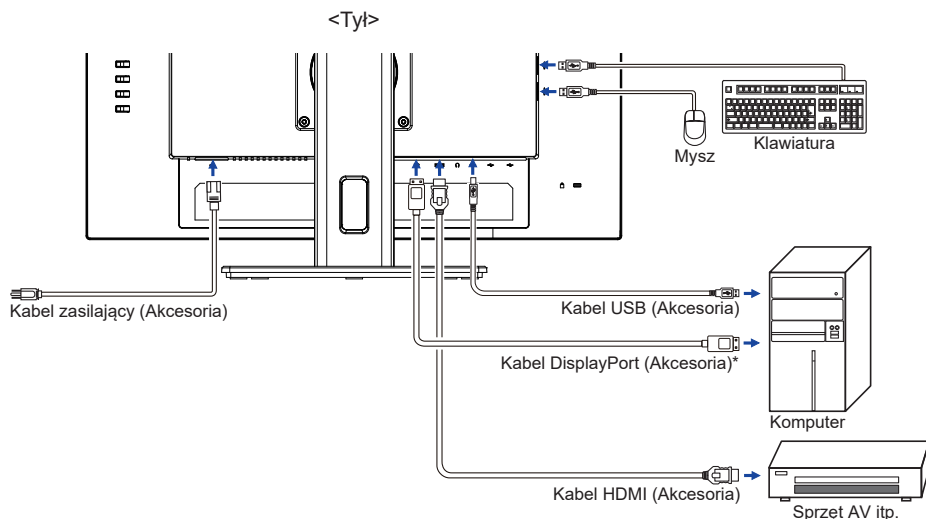 <Tył>
Mysz
Klawiatura
Kabel zasilający (Akcesoria)
Kabel USB (Akcesoria)
Kabel DisplayPort (Akcesoria)*
Komputer
Kabel HDMI (Akcesoria)
Sprzęt AV itp.